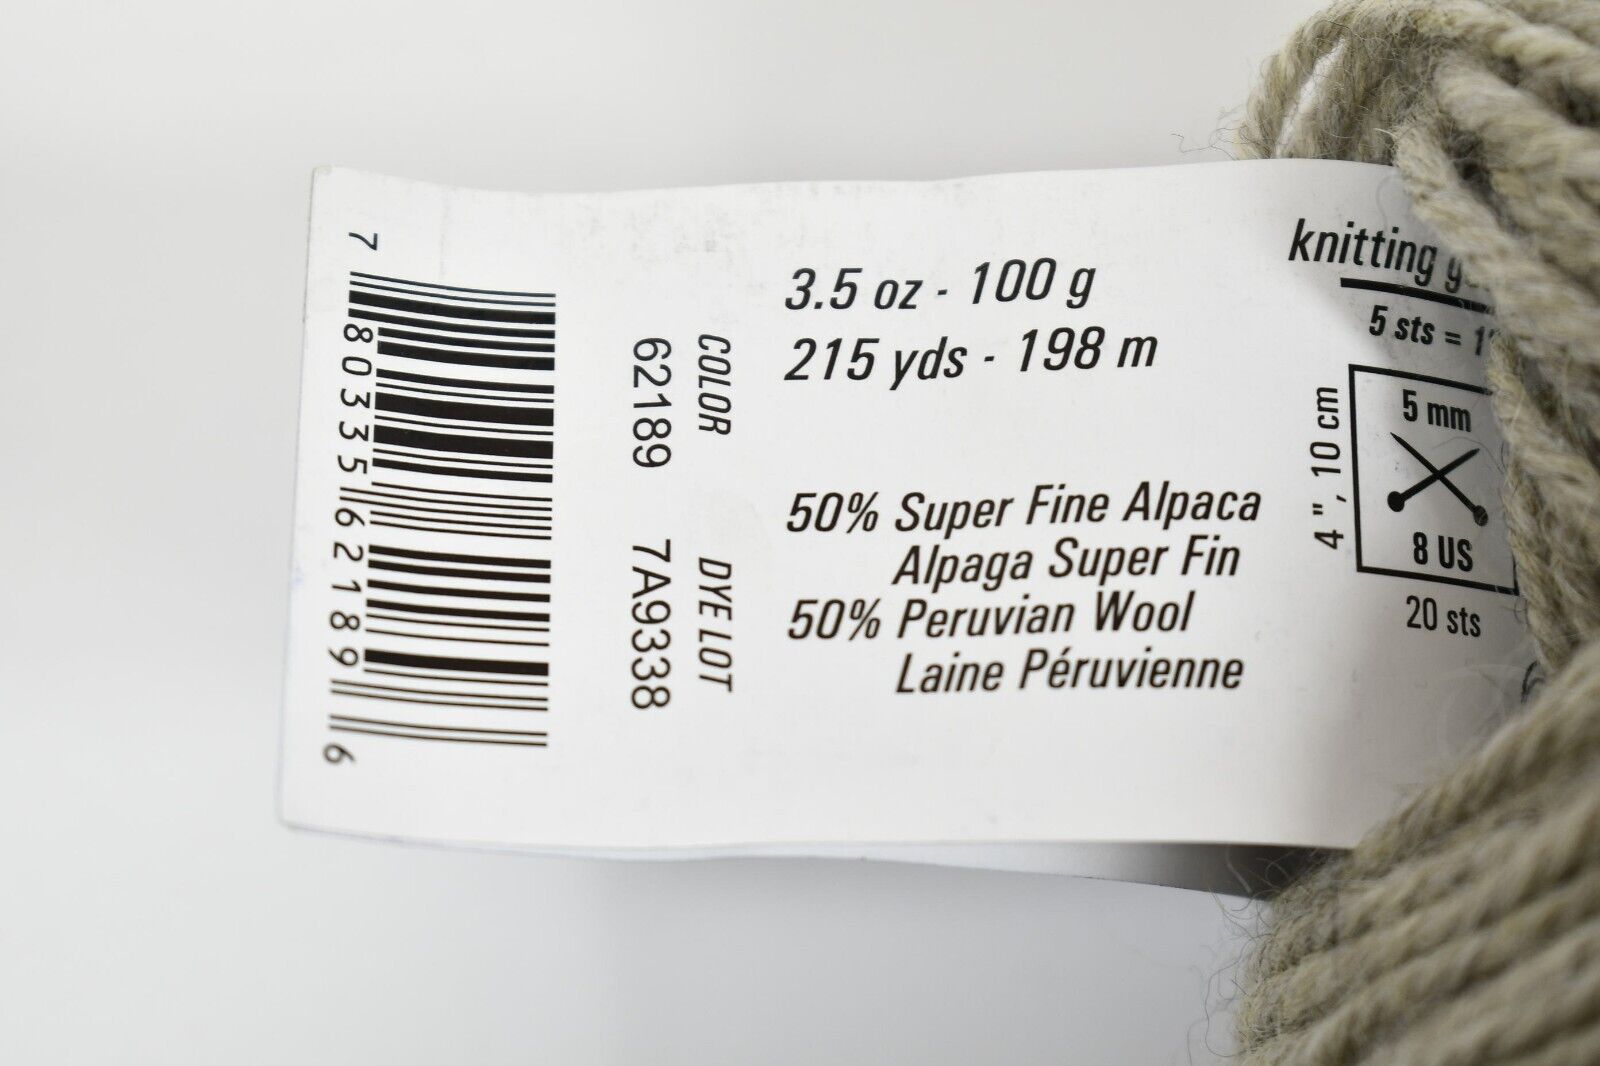 7 80335 62189 6
COLOR
62189
DYE LOT
7A9338
3.5 oz - 100 g
215 yds - 198 m
50% Super Fine Alpaca
Alpaga Super Fin
50% Peruvian Wool
Laine Péruvienne
knitting
5 sts = 1"
4", 10 cm
5 mm
8 US
20 sts